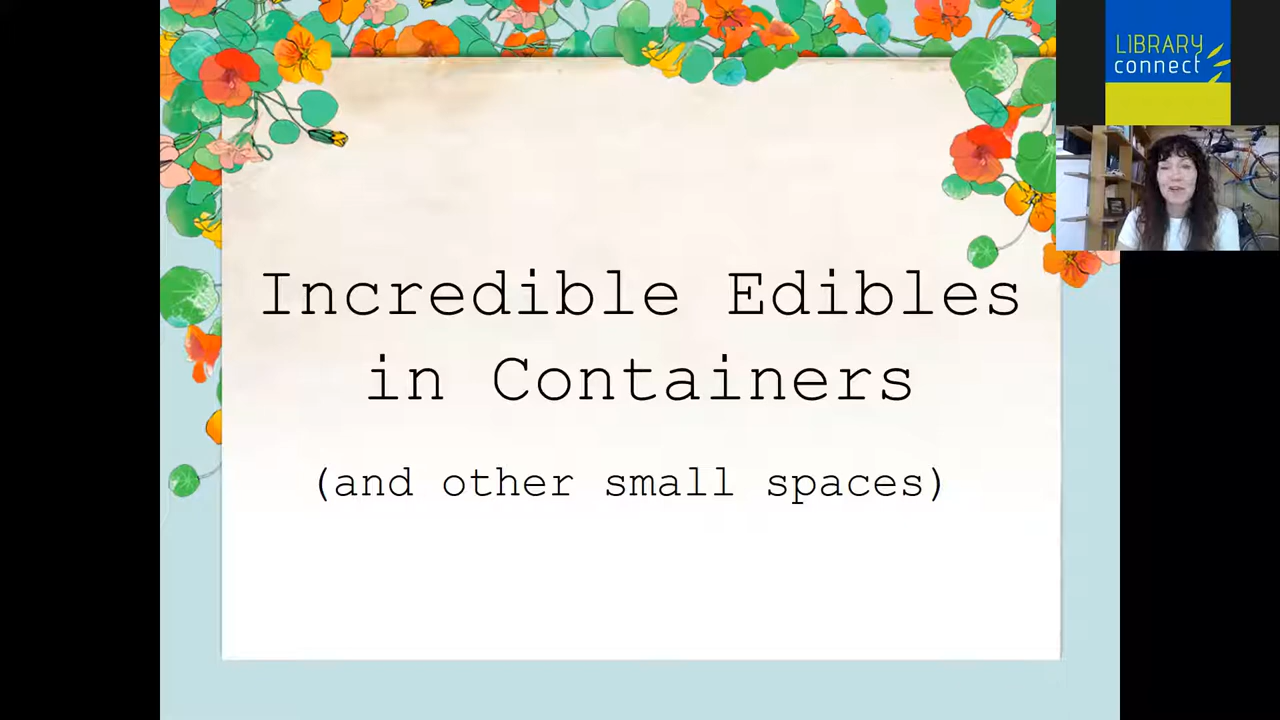 LIBRARY
connect
Incredible Edibles
in Containers
(and other small spaces)